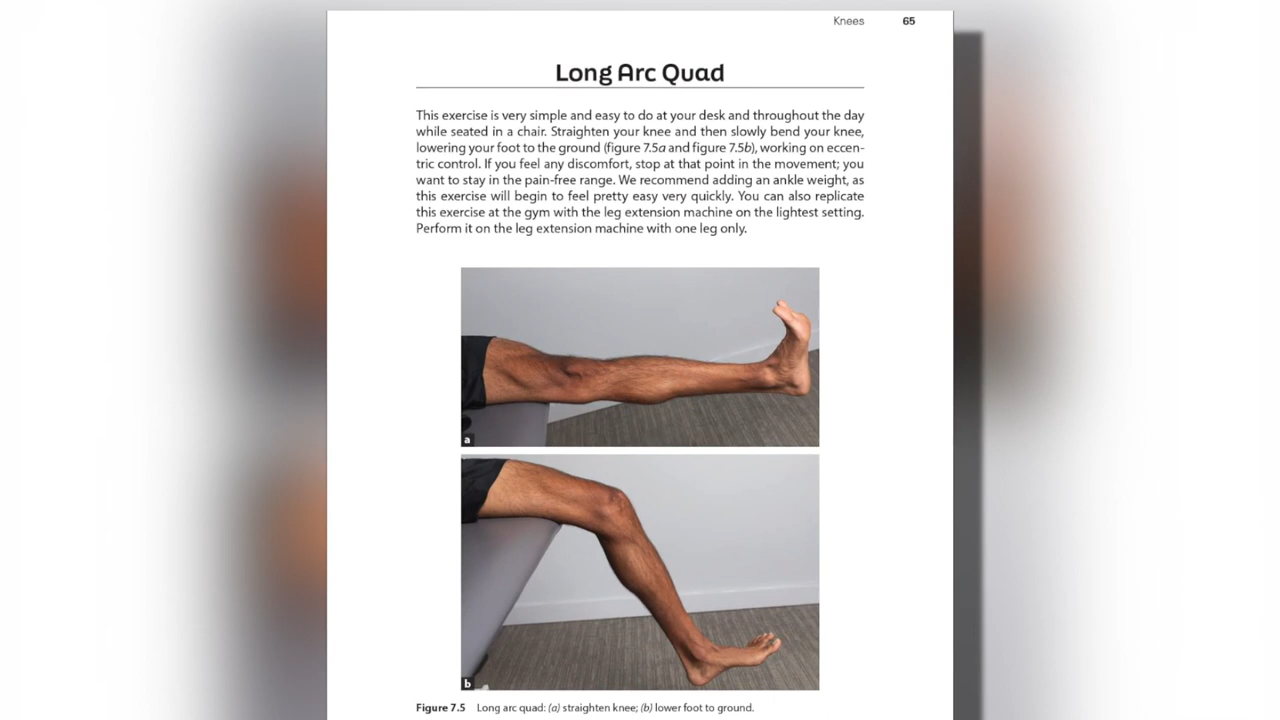 Knees 65
Long Arc Quad
This exercise is very simple and easy to do at your desk and throughout the day
while seated in a chair. Straighten your knee and then slowly bend your knee,
lowering your foot to the ground (figure 7.5a and figure 7.5b), working on eccen-
tric control. If you feel any discomfort, stop at that point in the movement; you
want to stay in the pain-free range. We recommend adding an ankle weight, as
this exercise will begin to feel pretty easy very quickly. You can also replicate
this exercise at the gym with the leg extension machine on the lightest setting.
Perform it on the leg extension machine with one leg only.
a
b
Figure 7.5 Long arc quad: (a) straighten knee; (b) lower foot to ground.